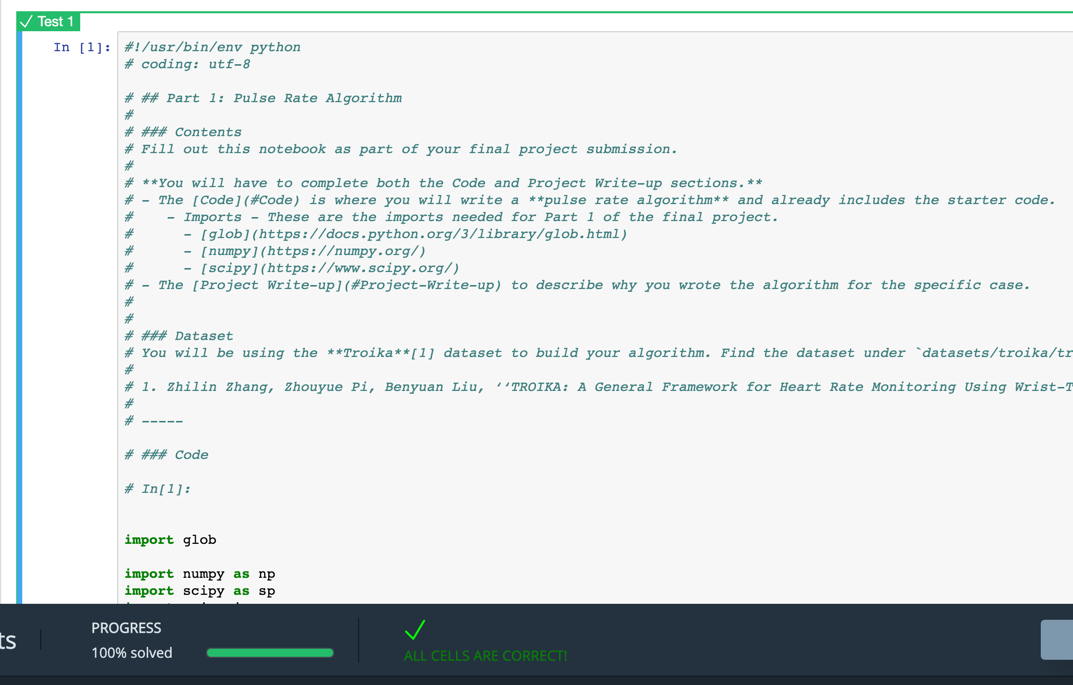 ✓ Test 1
In [1]:
#!/usr/bin/env python
# coding: utf-8
# ## Part 1: Pulse Rate Algorithm
#
# ### Contents
# Fill out this notebook as part of your final project submission.
#
# **You will have to complete both the Code and Project Write-up sections.**
# - The [Code](#Code) is where you will write a **pulse rate algorithm** and already includes the starter code.
#    - Imports - These are the imports needed for Part 1 of the final project.
#      - [glob](https://docs.python.org/3/library/glob.html)
#      - [numpy](https://numpy.org/)
#      - [scipy](https://www.scipy.org/)
# - The [Project Write-up](#Project-Write-up) to describe why you wrote the algorithm for the specific case.
#
#
# ### Dataset
# You will be using the **Troika**[1] dataset to build your algorithm. Find the dataset under `datasets/troika/tr
#
# 1. Zhilin Zhang, Zhouyue Pi, Benyuan Liu, ‘‘TROIKA: A General Framework for Heart Rate Monitoring Using Wrist-T
#
# -----
# ### Code
# In[1]:
import glob
import numpy as np
import scipy as sp
ts
PROGRESS
100% solved
✓
ALL CELLS ARE CORRECT!